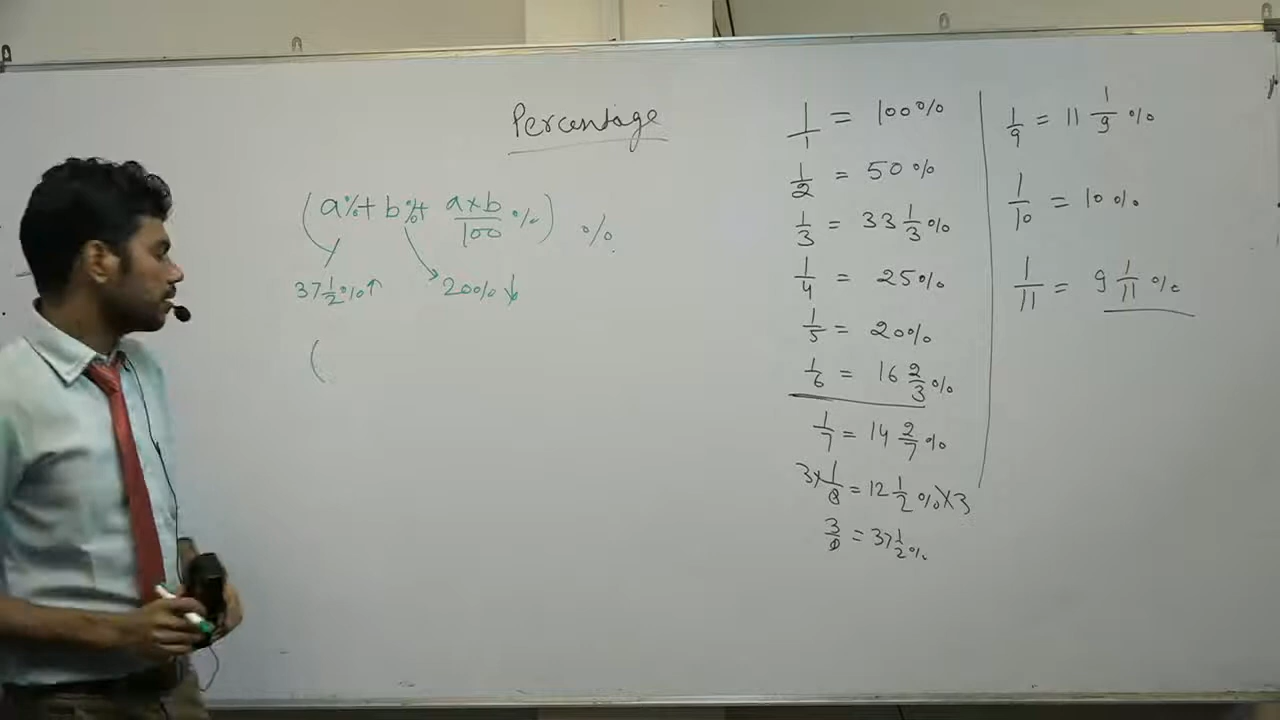 Percentage
(a%+ b%+ a×b/100 %) %
37 1/2 %↑ 20%↓
(
1/1 = 100%
1/2 = 50%
1/3 = 33 1/3 %
1/4 = 25%
1/5 = 20%
1/6 = 16 2/3 %
1/7 = 14 2/7 %
3×1/8 = 12 1/2 %×3
3/8 = 37 1/2 %
1/9 = 11 1/9 %
1/10 = 10%
1/11 = 9 1/11 %